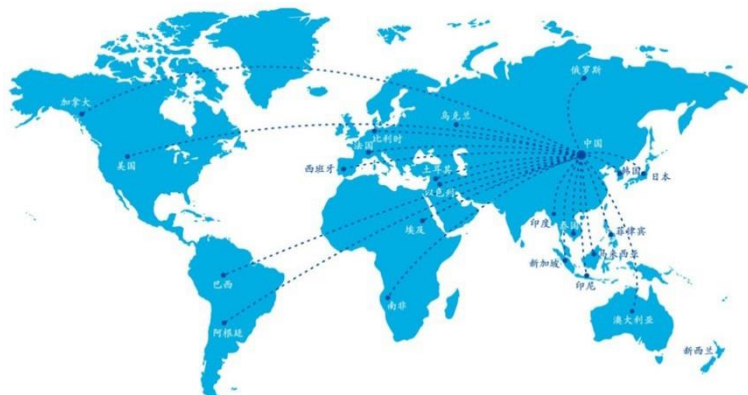 俄罗斯
加拿大
乌克兰
比利时
法国
中国
美国
西班牙
土耳其
韩国
日本
以色列
埃及
印度
泰国
菲律宾
马来西亚
新加坡
巴西
印尼
南非
澳大利亚
阿根廷
新西兰